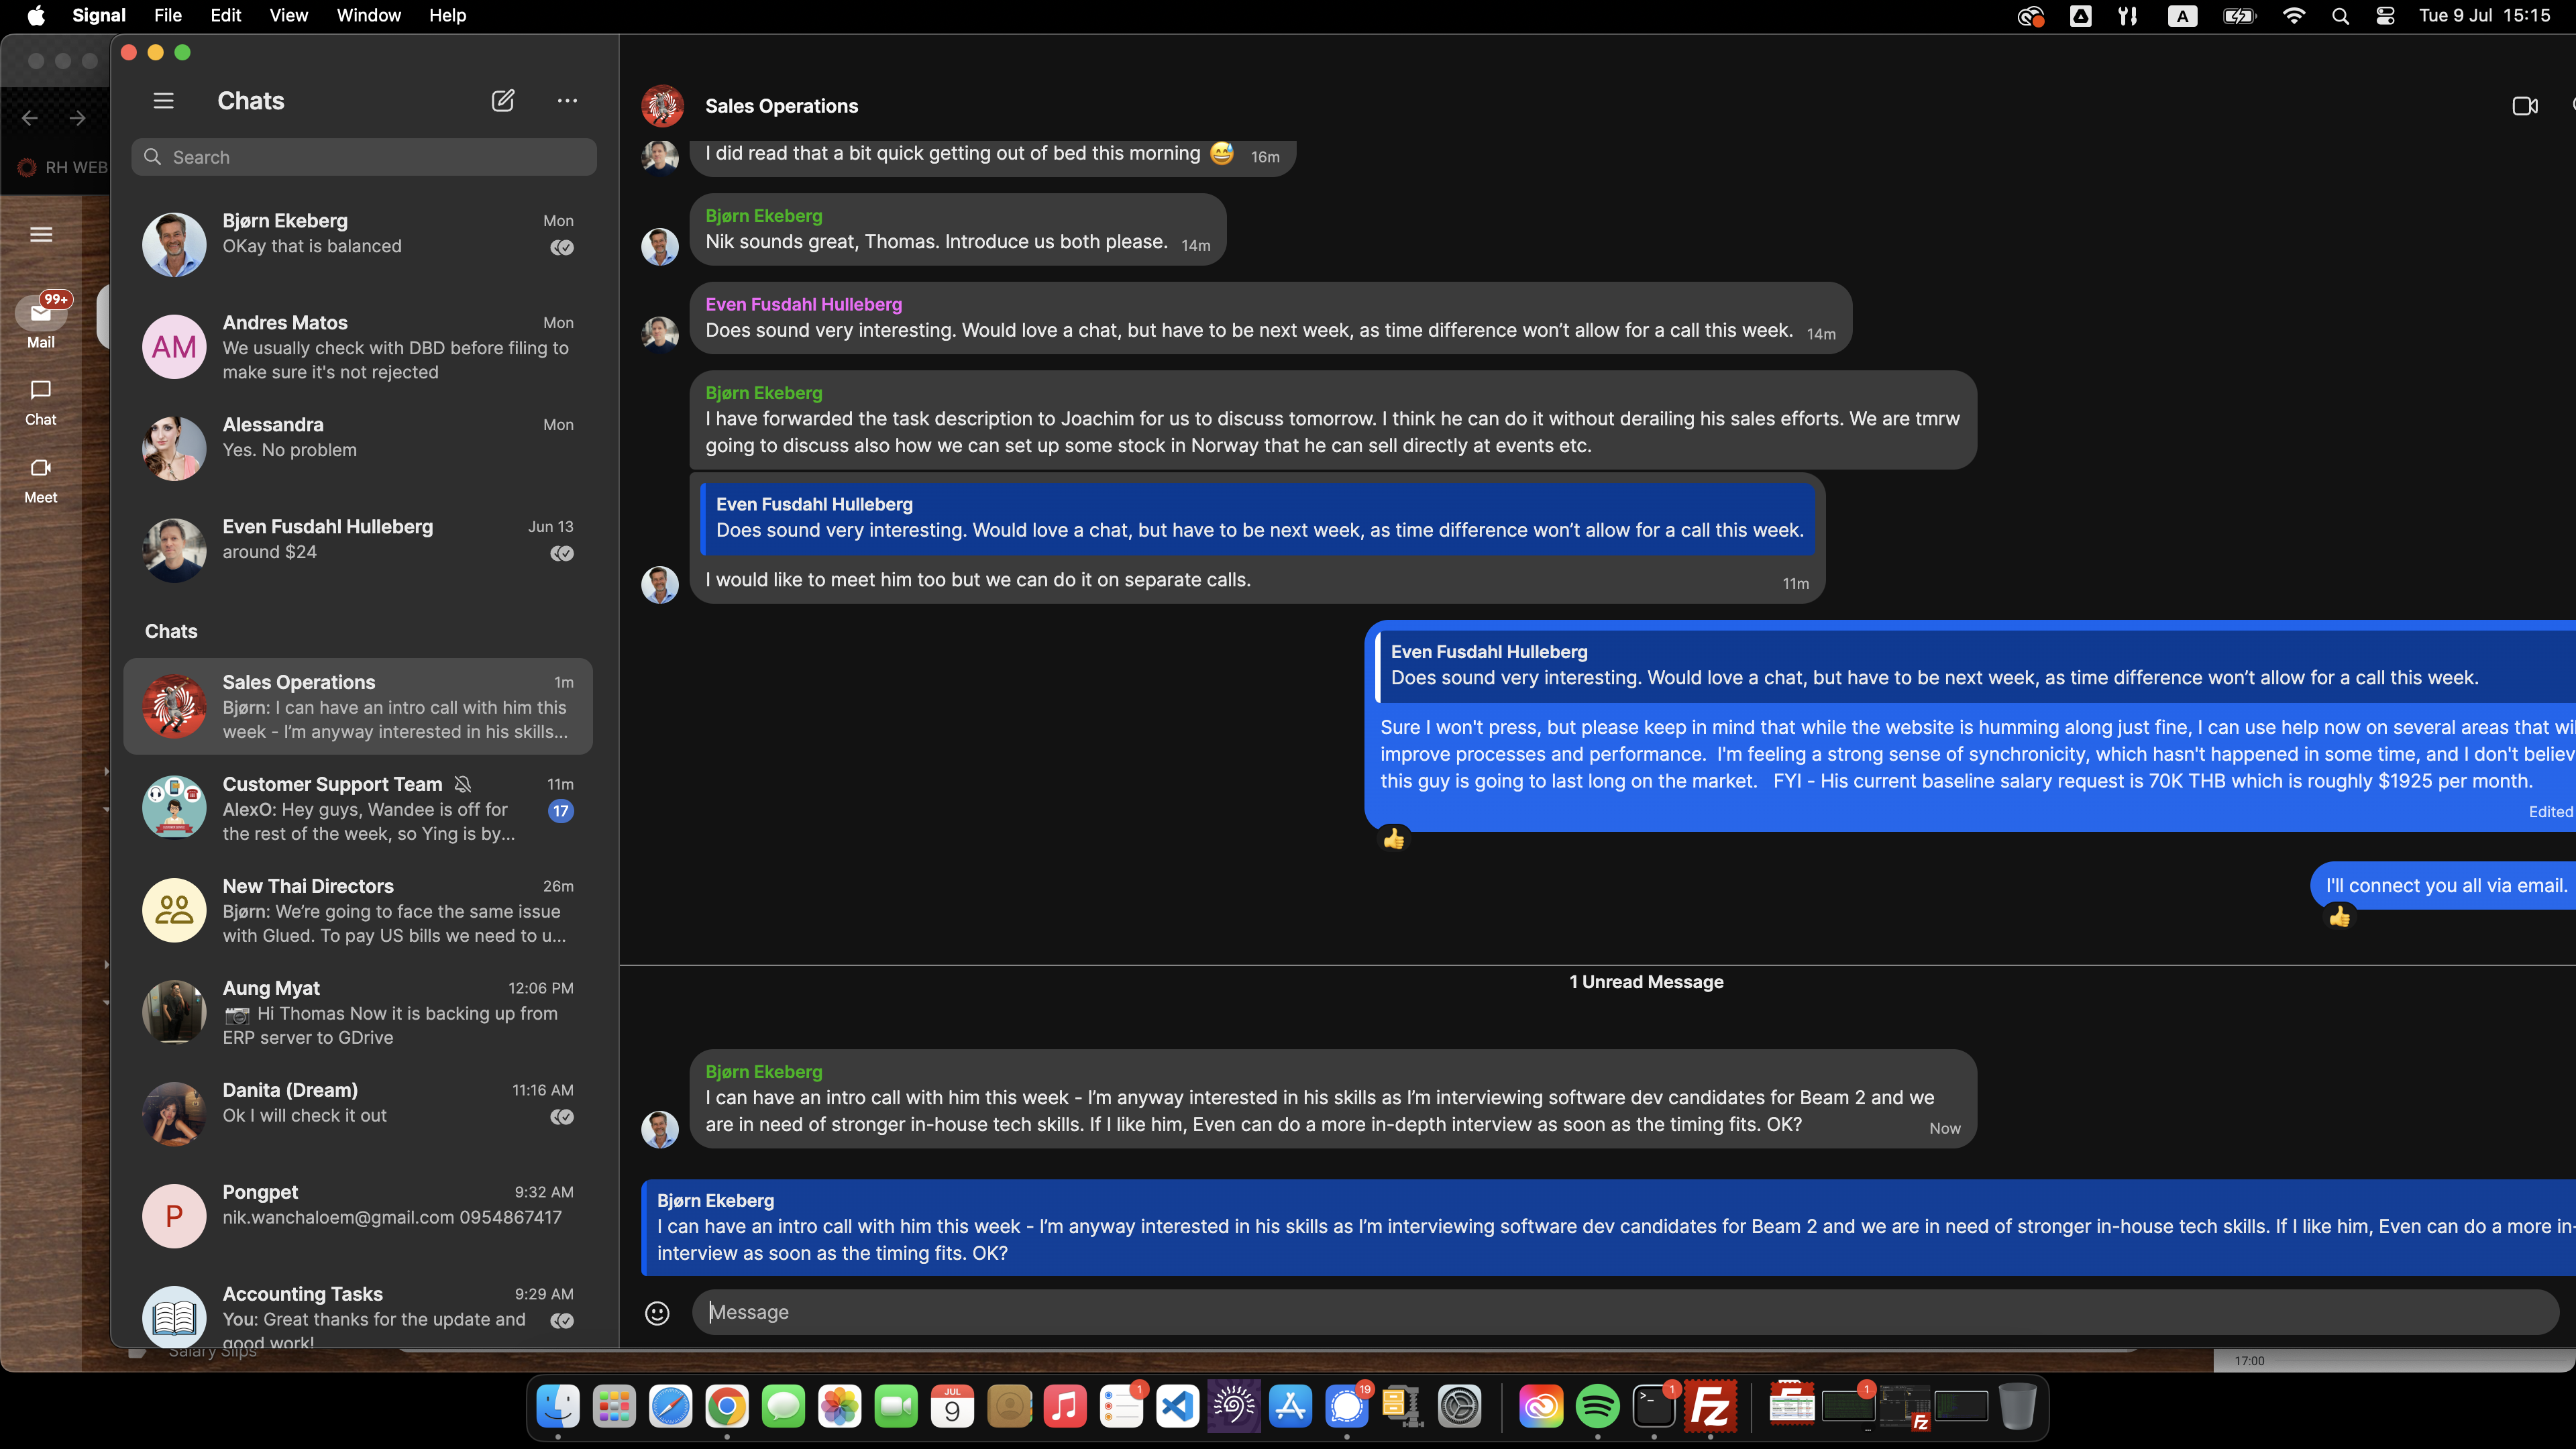 Signal File Edit View Window Help
A Tue 9 Jul 15:15
RH WEB
99+
Mail
Chat
Meet
Chats
Search
Bjørn Ekeberg Mon
OKay that is balanced
AM
Andres Matos Mon
We usually check with DBD before filing to
make sure it's not rejected
Alessandra Mon
Yes. No problem
Even Fusdahl Hulleberg Jun 13
around $24
Chats
Sales Operations 1m
Bjørn: I can have an intro call with him this
week - I’m anyway interested in his skills...
Customer Support Team 11m
AlexO: Hey guys, Wandee is off for
the rest of the week, so Ying is by...
17
New Thai Directors 26m
Bjørn: We’re going to face the same issue
with Glued. To pay US bills we need to u...
Aung Myat 12:06 PM
📷 Hi Thomas Now it is backing up from
ERP server to GDrive
Danita (Dream) 11:16 AM
Ok I will check it out
P
Pongpet 9:32 AM
nik.wanchaloem@gmail.com 0954867417
Accounting Tasks 9:29 AM
You: Great thanks for the update and
good work!
Salary Slips
Sales Operations
I did read that a bit quick getting out of bed this morning 😅 16m
Bjørn Ekeberg
Nik sounds great, Thomas. Introduce us both please. 14m
Even Fusdahl Hulleberg
Does sound very interesting. Would love a chat, but have to be next week, as time difference won’t allow for a call this week. 14m
Bjørn Ekeberg
I have forwarded the task description to Joachim for us to discuss tomorrow. I think he can do it without derailing his sales efforts. We are tmrw
going to discuss also how we can set up some stock in Norway that he can sell directly at events etc.
Even Fusdahl Hulleberg
Does sound very interesting. Would love a chat, but have to be next week, as time difference won’t allow for a call this week.
I would like to meet him too but we can do it on separate calls. 11m
Even Fusdahl Hulleberg
Does sound very interesting. Would love a chat, but have to be next week, as time difference won’t allow for a call this week.
Sure I won't press, but please keep in mind that while the website is humming along just fine, I can use help now on several areas that wi
improve processes and performance. I'm feeling a strong sense of synchronicity, which hasn't happened in some time, and I don't believ
this guy is going to last long on the market. FYI - His current baseline salary request is 70K THB which is roughly $1925 per month.
Edited
👍
I'll connect you all via email.
👍
1 Unread Message
Bjørn Ekeberg
I can have an intro call with him this week - I’m anyway interested in his skills as I’m interviewing software dev candidates for Beam 2 and we
are in need of stronger in-house tech skills. If I like him, Even can do a more in-depth interview as soon as the timing fits. OK? Now
Bjørn Ekeberg
I can have an intro call with him this week - I’m anyway interested in his skills as I’m interviewing software dev candidates for Beam 2 and we are in need of stronger in-house tech skills. If I like him, Even can do a more in-
interview as soon as the timing fits. OK?
Message
17:00
JUL
9
1
19
1
Fz
1
Fz